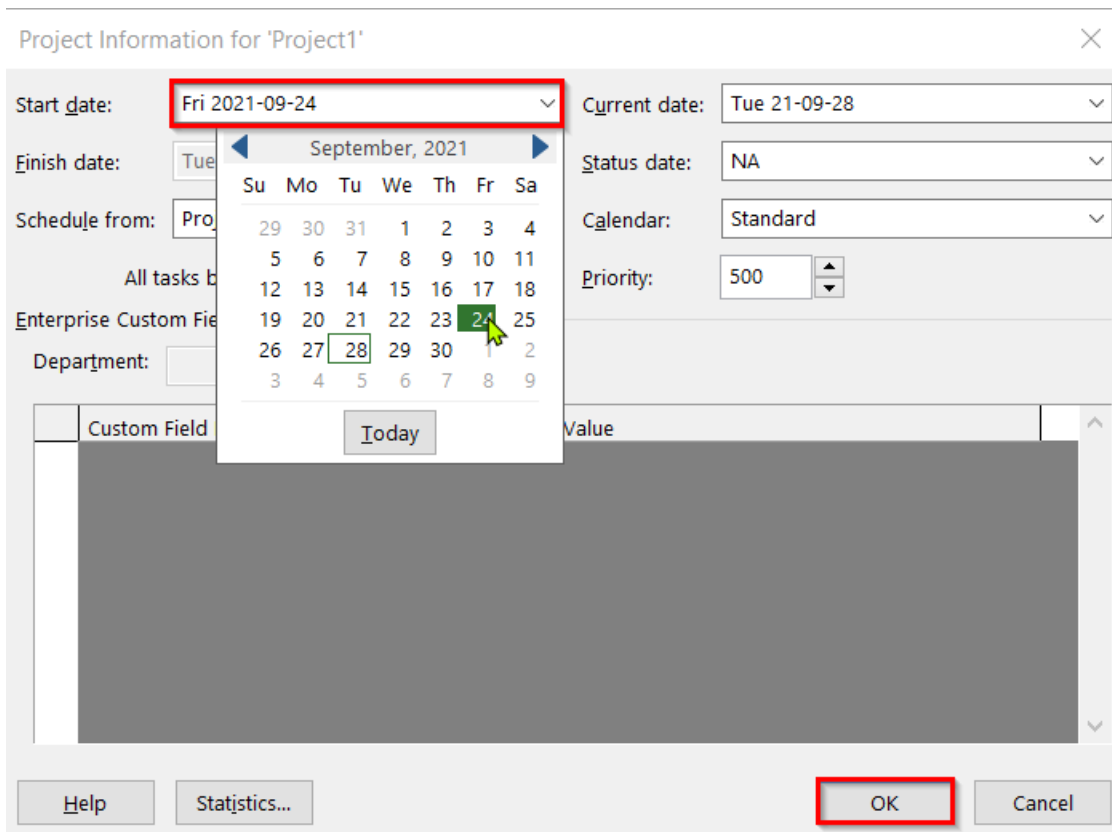 Project Information for 'Project1'
Start date: Fri 2021-09-24 Current date: Tue 21-09-28
September, 2021
Finish date: Tue Status date: NA
Su Mo Tu We Th Fr Sa
Schedule from: Calendar: Standard
29 30 31 1 2 3 4
5 6 7 8 9 10 11
All tasks Priority: 500
12 13 14 15 16 17 18
19 20 21 22 23 24 25
Enterprise Custom
26 27 28 29 30 1 2
Department:
3 4 5 6 7 8 9
Custom Field Value
Today
Help Statistics... OK Cancel